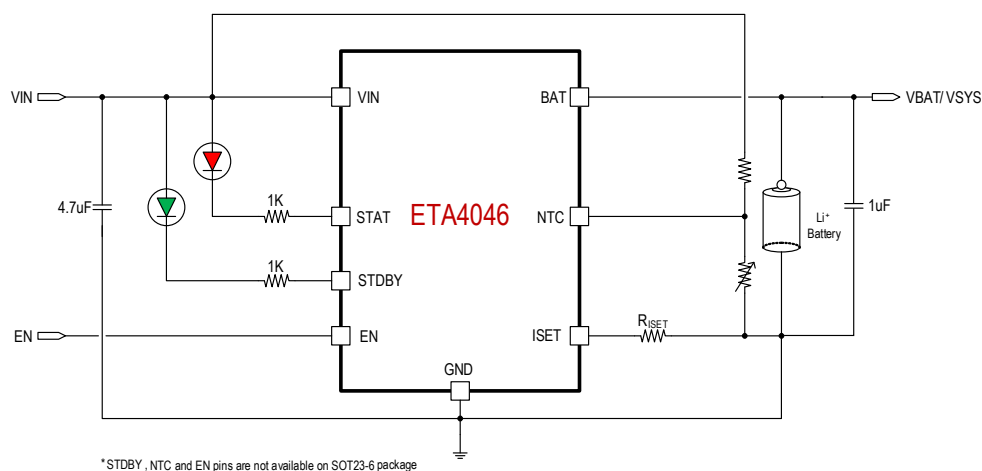 VIN
VIN
BAT
VBAT/ VSYS
4.7uF
1K
STAT
ETA4046
NTC
Li+
Battery
1uF
1K
STDBY
EN
EN
ISET
RISET
GND
*STDBY , NTC and EN pins are not available on SOT23-6 package